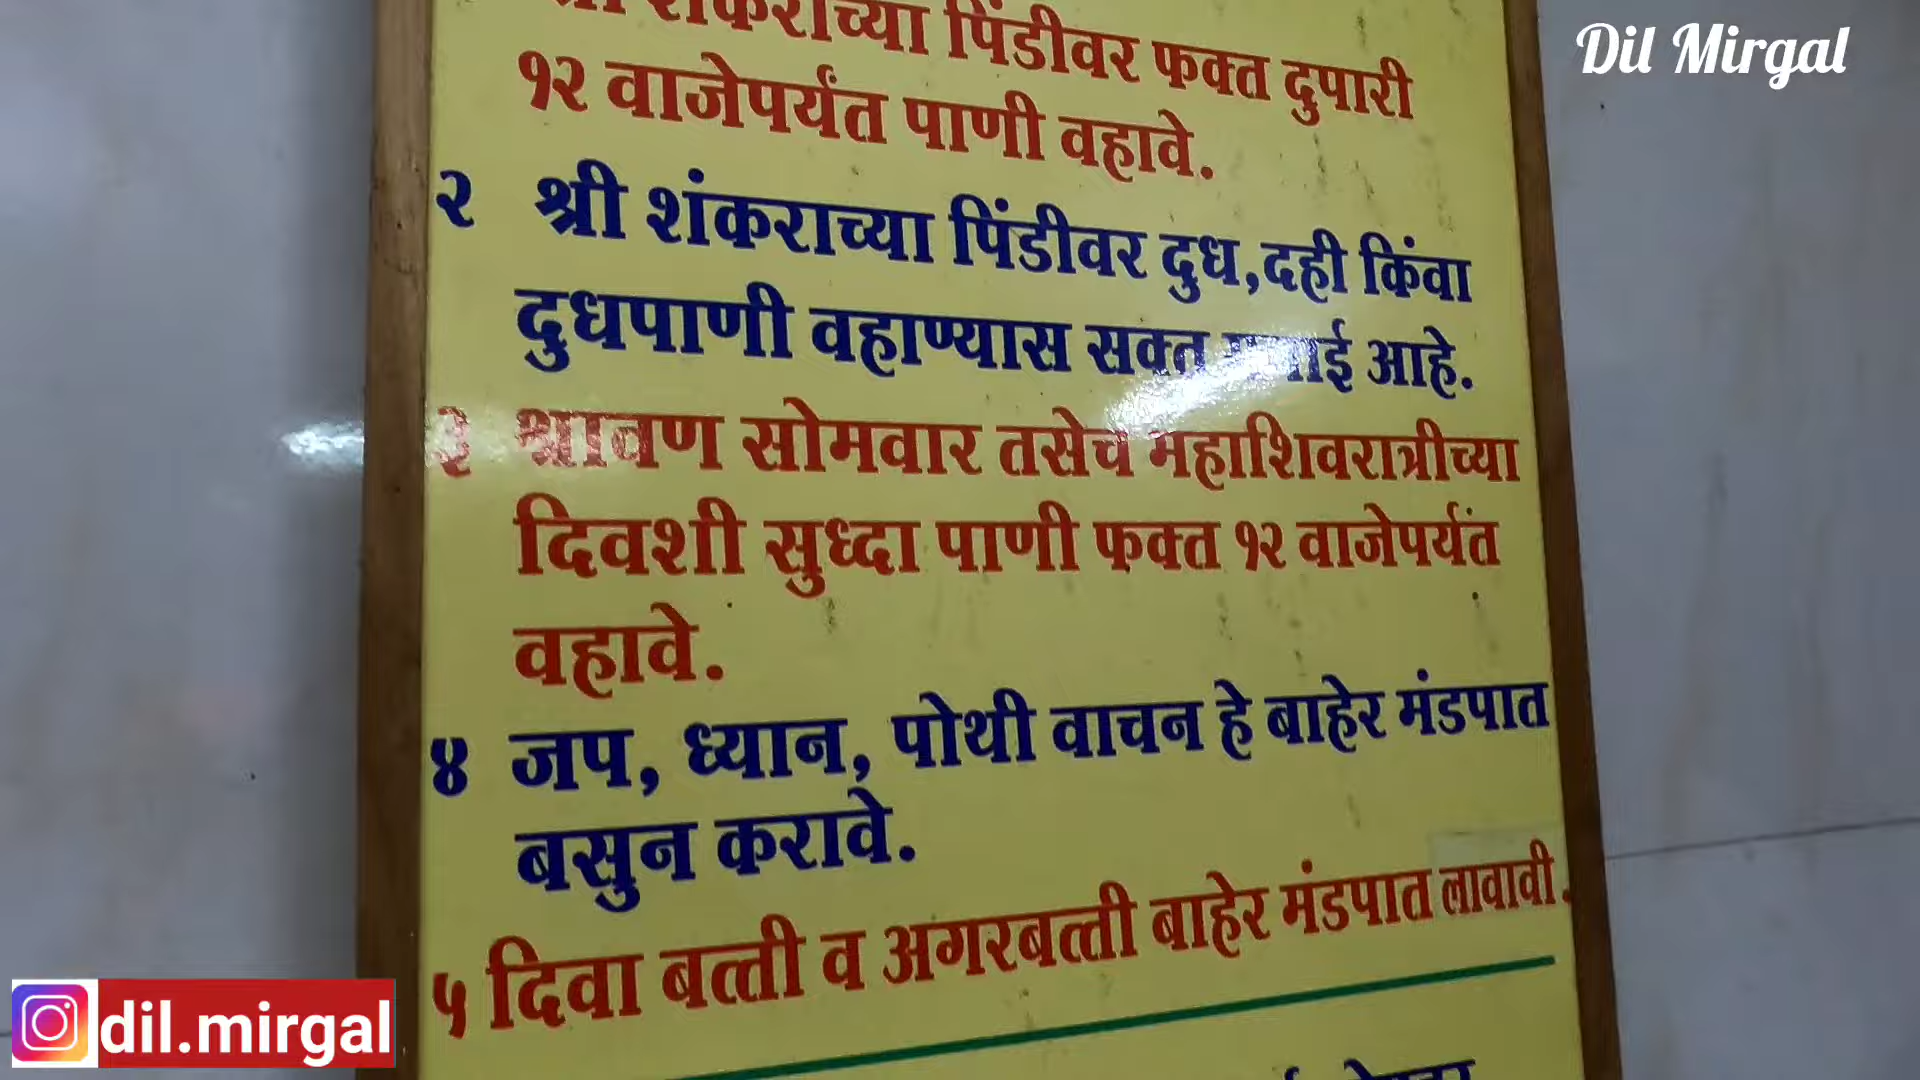 Dil Mirgal
श्री शंकराच्या पिंडीवर फक्त दुपारी
१२ वाजेपर्यंत पाणी वहावे.
२ श्री शंकराच्या पिंडीवर दुध,दही किंवा
दुधपाणी वहाण्यास सक्त मनाई आहे.
३ श्रावण सोमवार तसेच महाशिवरात्रीच्या
दिवशी सुध्दा पाणी फक्त १२ वाजेपर्यंत
वहावे.
४ जप, ध्यान, पोथी वाचन हे बाहेर मंडपात
बसुन करावे.
५ दिवा बत्ती व अगरबत्ती बाहेर मंडपात लावावी.
dil.mirgal